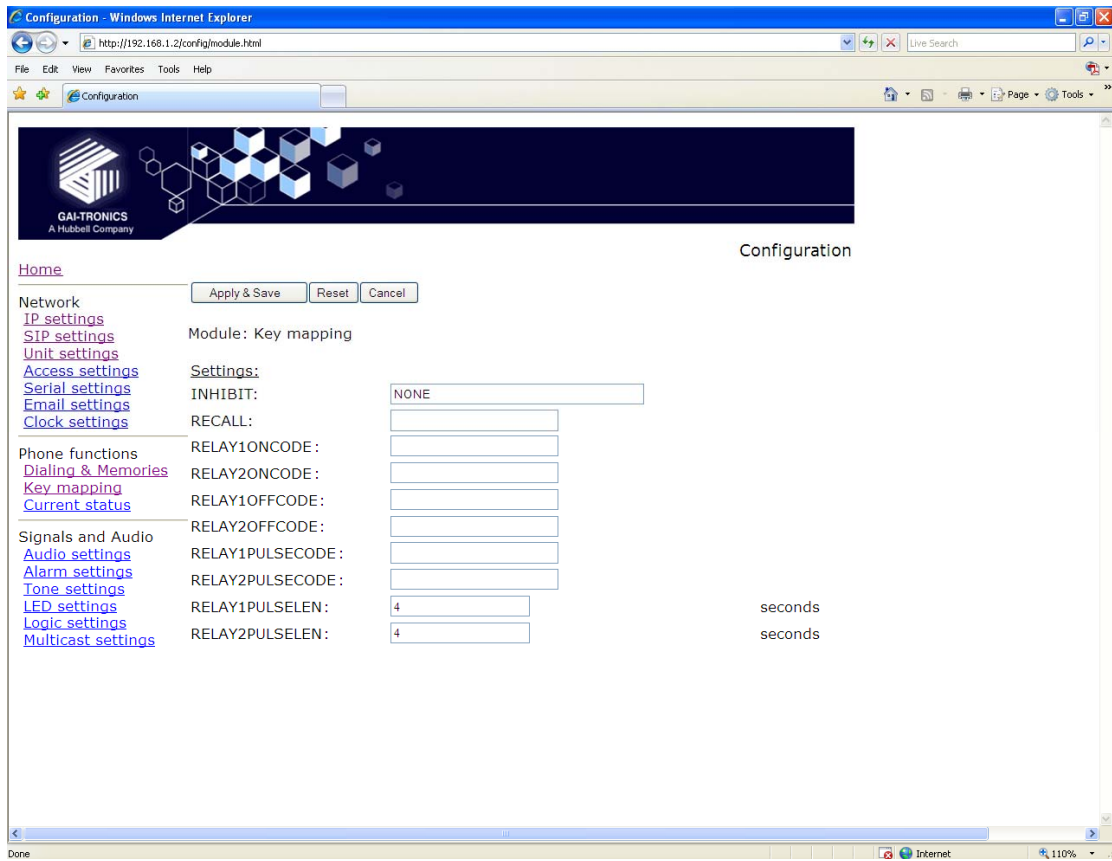 Configuration - Windows Internet Explorer
http://192.168.1.2/config/module.html
Live Search
File Edit View Favorites Tools Help
Configuration
Page Tools »
GAI-TRONICS
A Hubbell Company
Configuration
Home
Apply & Save Reset Cancel
Network
IP settings
SIP settings
Unit settings
Access settings
Serial settings
Email settings
Clock settings
Phone functions
Dialing & Memories
Key mapping
Current status
Signals and Audio
Audio settings
Alarm settings
Tone settings
LED settings
Logic settings
Multicast settings
Module: Key mapping
Settings:
INHIBIT: NONE
RECALL:
RELAY1ONCODE:
RELAY2ONCODE:
RELAY1OFFCODE:
RELAY2OFFCODE:
RELAY1PULSECODE:
RELAY2PULSECODE:
RELAY1PULSELEN: 4 seconds
RELAY2PULSELEN: 4 seconds
Done Internet 110%